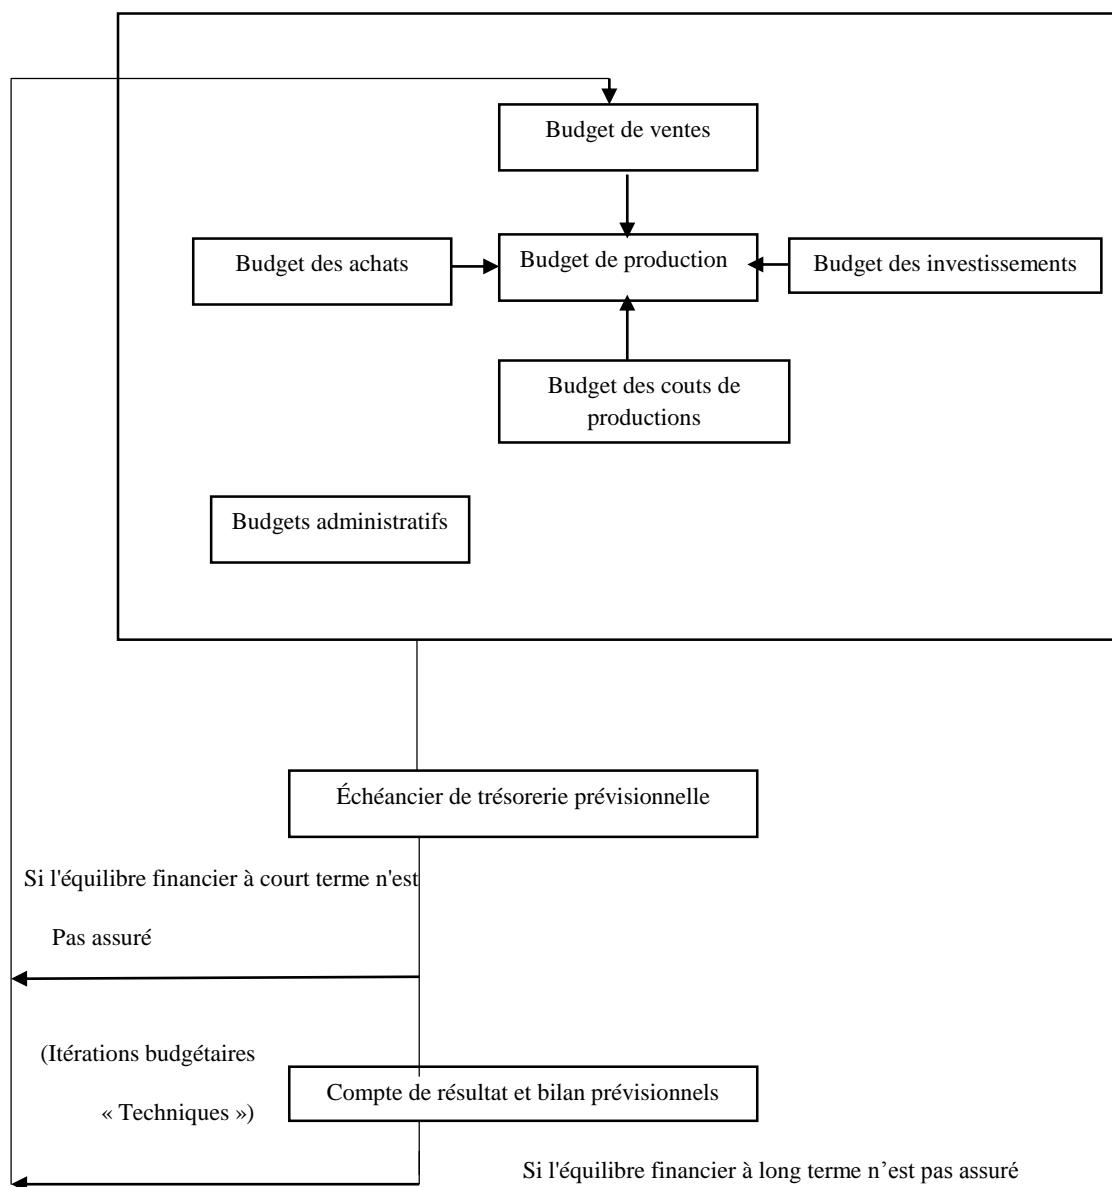 Budget de ventes
Budget des achats
Budget de production
Budget des investissements
Budget des couts de
productions
Budgets administratifs
Échéancier de trésorerie prévisionnelle
Si l'équilibre financier à court terme n'est
Pas assuré
(Itérations budgétaires
« Techniques »)
Compte de résultat et bilan prévisionnels
Si l'équilibre financier à long terme n’est pas assuré